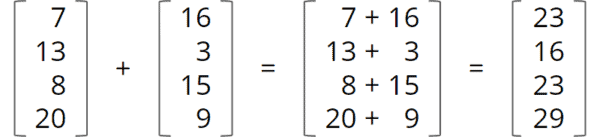 7 16 7 + 16 23
13 3 13 + 3 16
+ = =
8 15 8 + 15 23
20 9 20 + 9 29